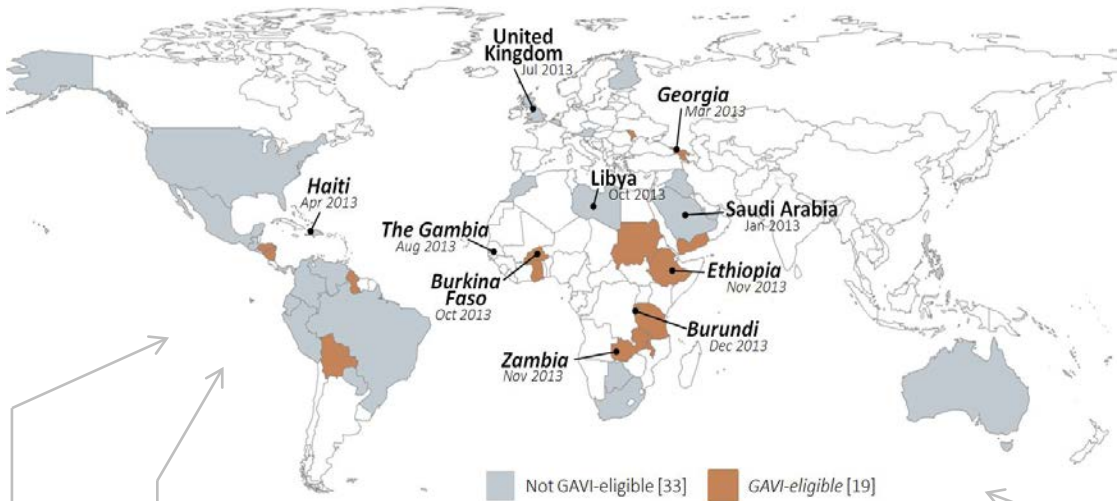 United
Kingdom
Jul 2013
Georgia
Mar 2013
Haiti
Apr 2013
Libya
Oct 2013
Saudi Arabia
Jan 2013
The Gambia
Aug 2013
Burkina
Faso
Oct 2013
Ethiopia
Nov 2013
Burundi
Dec 2013
Zambia
Nov 2013
Not GAVI-eligible [33]
GAVI-eligible [19]